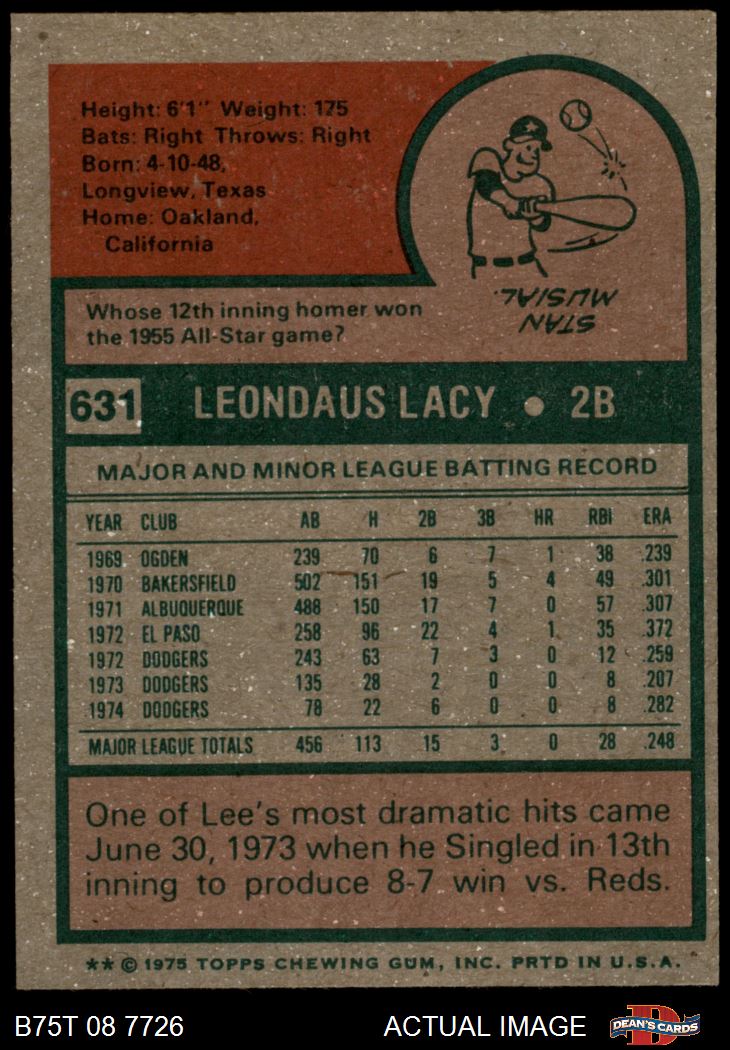 Height: 6'1" Weight: 175
Bats: Right Throws: Right
Born: 4-10-48,
Longview, Texas
Home: Oakland,
California
Whose 12th inning homer won
the 1955 All-Star game?
STAN
MUSIAL.
631 LEONDAUS LACY • 2B
MAJOR AND MINOR LEAGUE BATTING RECORD
YEAR CLUB AB H 2B 3B HR RBI ERA
1969 OGDEN 239 70 6 7 1 38 .239
1970 BAKERSFIELD 502 151 19 5 4 49 .301
1971 ALBUQUERQUE 488 150 17 7 0 57 .307
1972 EL PASO 258 96 22 4 1 35 .372
1972 DODGERS 243 63 7 3 0 12 .259
1973 DODGERS 135 28 2 0 0 8 .207
1974 DODGERS 78 22 6 0 0 8 .282
MAJOR LEAGUE TOTALS 456 113 15 3 0 28 .248
One of Lee's most dramatic hits came
June 30, 1973 when he Singled in 13th
inning to produce 8-7 win vs. Reds.
** © 1975 TOPPS CHEWING GUM, INC. PRTD IN U.S.A.
B75T 08 7726 ACTUAL IMAGE D DEAN'S CARDS